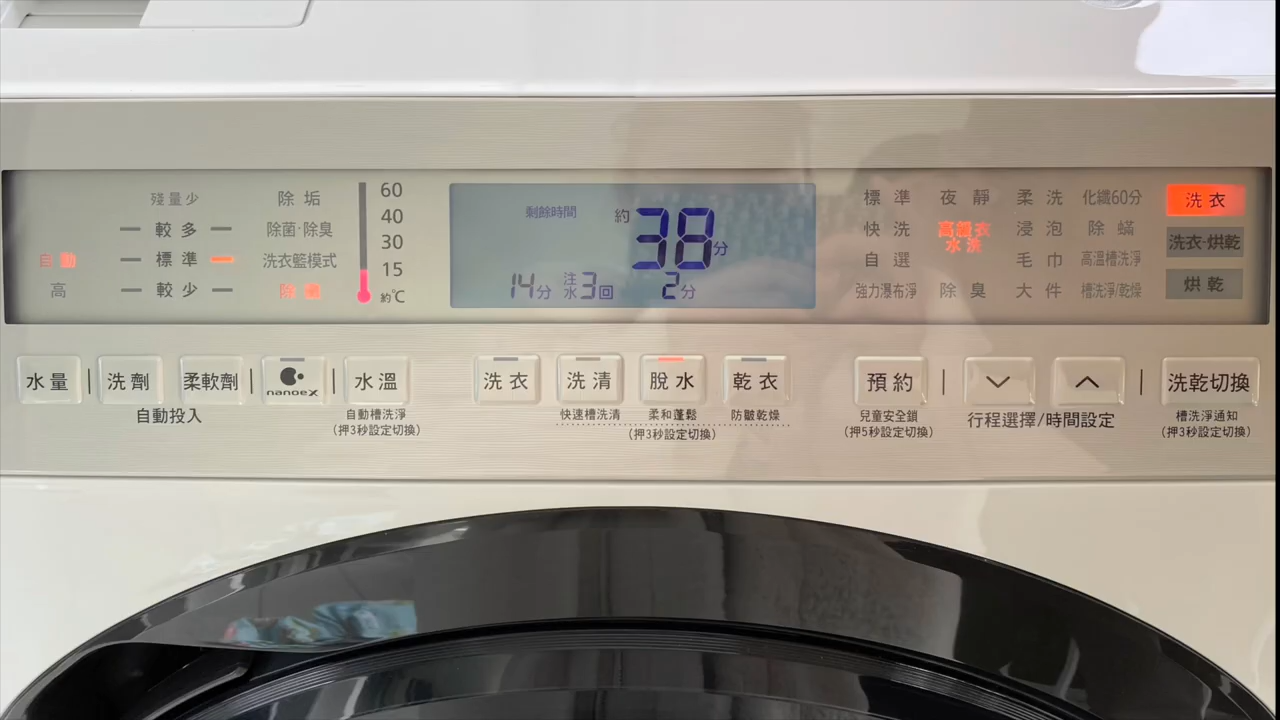 殘量少 除垢 60
較多 除菌·除臭 40
自動 標準 洗衣籃模式 30
高 較少 除蟎 15
約℃
剩餘時間 約38分
14分 注水3回 2分
標準 夜靜 柔洗 化纖60分 洗衣
快洗 高級衣水洗 浸泡 除蟎 洗衣·烘乾
自選 毛巾 高溫槽洗淨
強力瀑布淨 除臭 大件 槽洗淨/乾燥 烘乾
水量 洗劑 柔軟劑 nanoeX 水溫 洗衣 洗清 脫水 乾衣 預約 洗乾切換
自動投入 自動槽洗淨 快速槽洗清 柔和蓬鬆 防皺乾燥 兒童安全鎖 行程選擇/時間設定 槽洗淨通知
(押3秒設定切換) (押3秒設定切換) (押5秒設定切換) (押3秒設定切換)